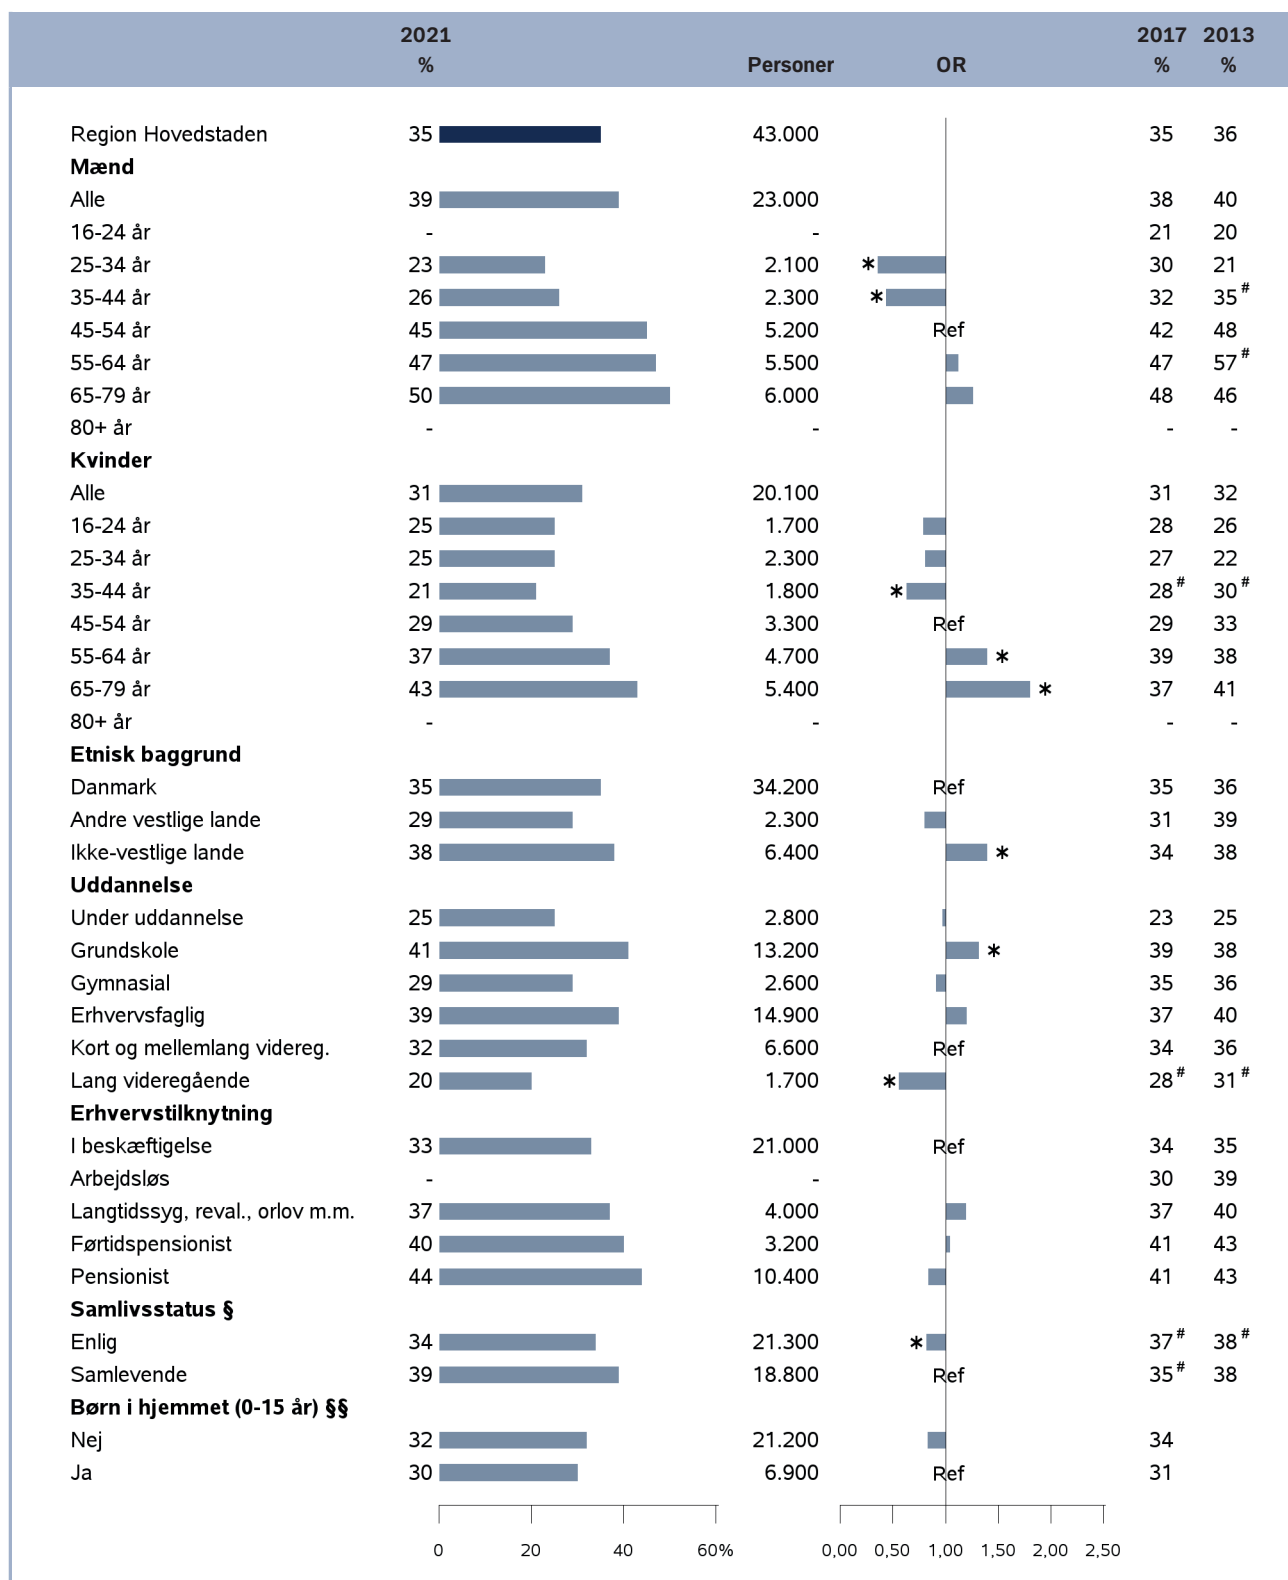 2021 2017 2013
% Personer OR % %
Region Hovedstaden 35 43.000 35 36
Mænd
Alle 39 23.000 38 40
16-24 år - - 21 20
25-34 år 23 2.100 * 30 21
35-44 år 26 2.300 * 32 35 #
45-54 år 45 5.200 Ref 42 48
55-64 år 47 5.500 47 57 #
65-79 år 50 6.000 48 46
80+ år - - - -
Kvinder
Alle 31 20.100 31 32
16-24 år 25 1.700 28 26
25-34 år 25 2.300 27 22
35-44 år 21 1.800 * 28 # 30 #
45-54 år 29 3.300 Ref 29 33
55-64 år 37 4.700 * 39 38
65-79 år 43 5.400 * 37 41
80+ år - - - -
Etnisk baggrund
Danmark 35 34.200 Ref 35 36
Andre vestlige lande 29 2.300 31 39
Ikke-vestlige lande 38 6.400 * 34 38
Uddannelse
Under uddannelse 25 2.800 23 25
Grundskole 41 13.200 * 39 38
Gymnasial 29 2.600 35 36
Erhvervsfaglig 39 14.900 37 40
Kort og mellemlang videreg. 32 6.600 Ref 34 36
Lang videregående 20 1.700 * 28 # 31 #
Erhvervstilknytning
I beskæftigelse 33 21.000 Ref 34 35
Arbejdsløs - - 30 39
Langtidssyg, reval., orlov m.m. 37 4.000 37 40
Førtidspensionist 40 3.200 41 43
Pensionist 44 10.400 41 43
Samlivsstatus §
Enlig 34 21.300 * 37 # 38 #
Samlevende 39 18.800 Ref 35 # 38
Børn i hjemmet (0-15 år) §§
Nej 32 21.200 34
Ja 30 6.900 Ref 31
0 20 40 60% 0,00 0,50 1,00 1,50 2,00 2,50